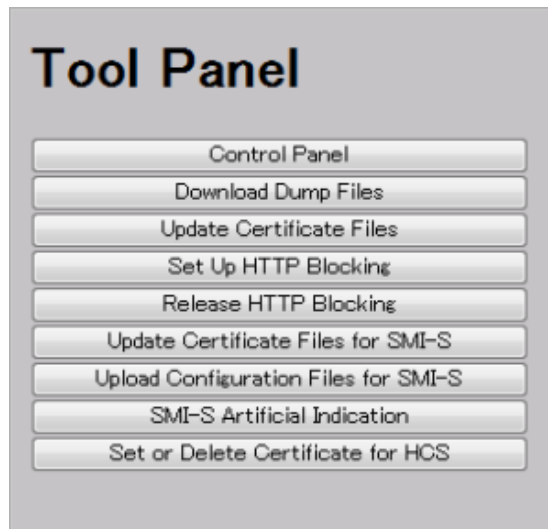 Tool Panel
Control Panel
Download Dump Files
Update Certificate Files
Set Up HTTP Blocking
Release HTTP Blocking
Update Certificate Files for SMI-S
Upload Configuration Files for SMI-S
SMI-S Artificial Indication
Set or Delete Certificate for HCS